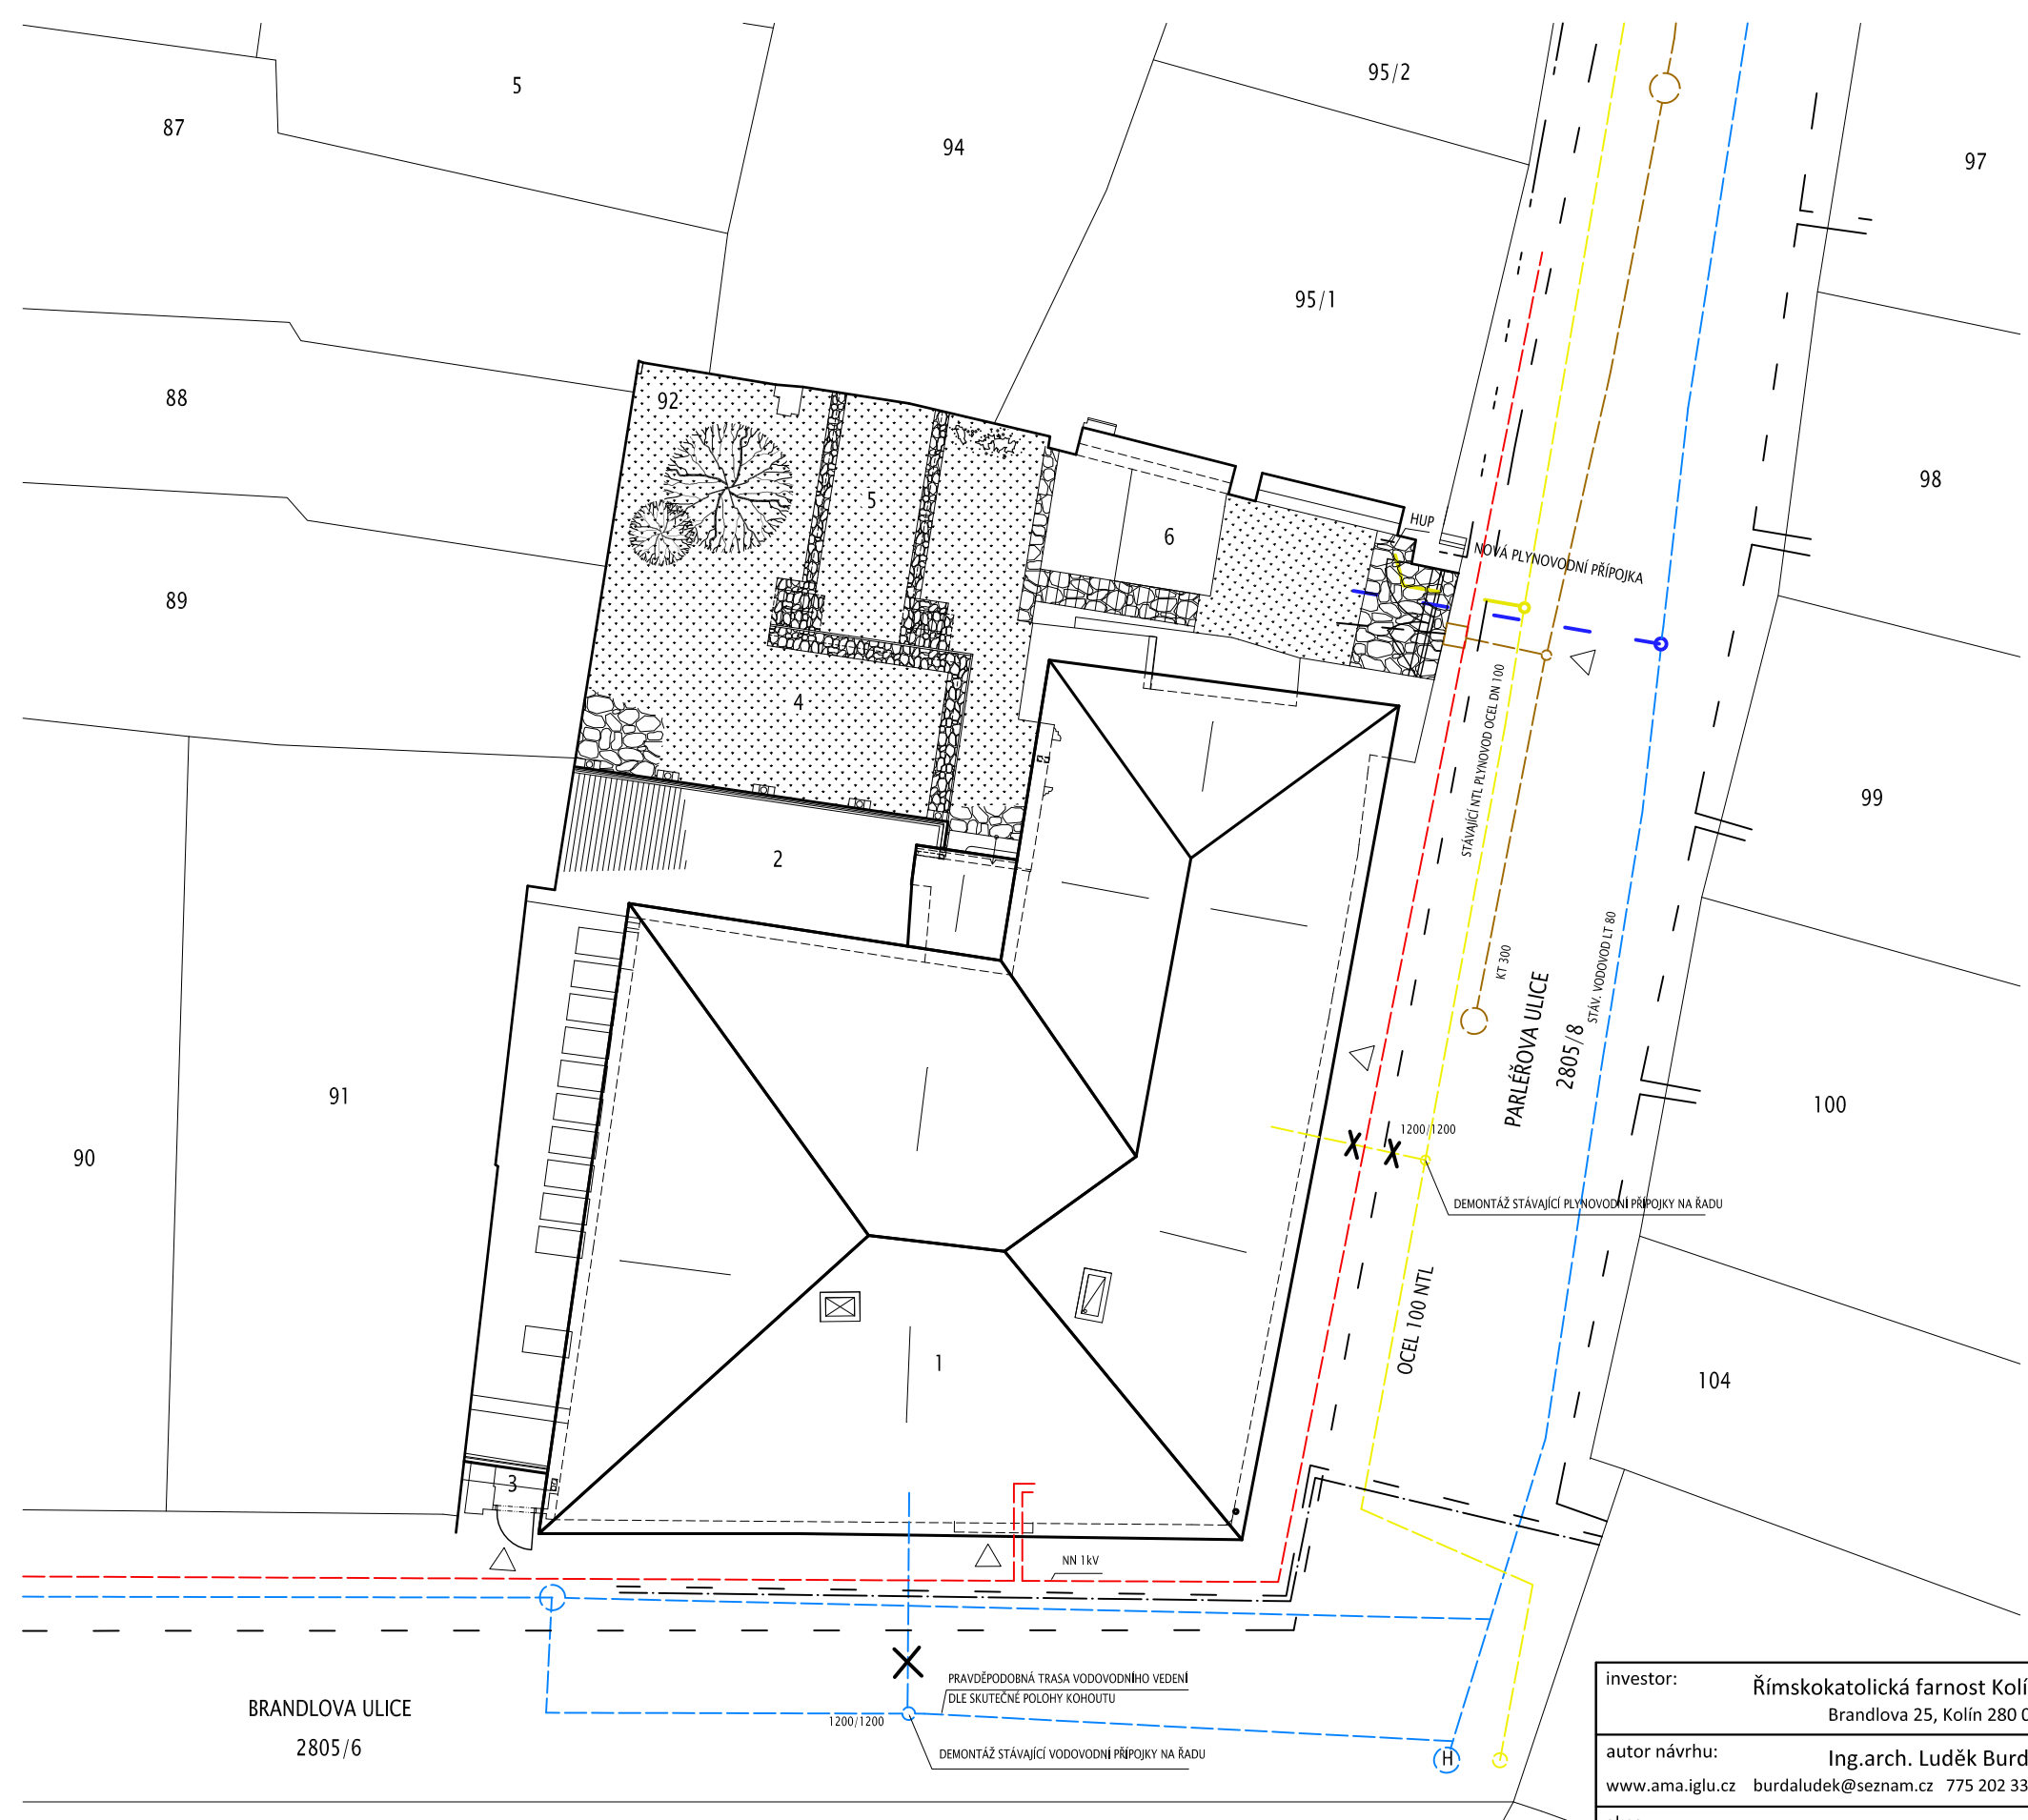 5
95/2
87
94
97
95/1
88
92
98
5
HUP
6
NOVÁ PLYNOVODNÍ PŘÍPOJKA
89
4
STÁVAJÍCÍ NTL PLYNOVOD OCEL DN 100
99
2
KT 300
STÁV. VODOVOD LT 80
PARLÉŘOVA ULICE
2805/8
91
100
1200/1200
90
DEMONTÁŽ STÁVAJÍCÍ PLYNOVODNÍ PŘÍPOJKY NA ŘADU
OCEL 100 NTL
1
104
3
NN 1kV
PRAVDĚPODOBNÁ TRASA VODOVODNÍHO VEDENÍ
DLE SKUTEČNÉ POLOHY KOHOUTU
BRANDLOVA ULICE
1200/1200
2805/6
DEMONTÁŽ STÁVAJÍCÍ VODOVODNÍ PŘÍPOJKY NA ŘADU
H
investor: Římskokatolická farnost Kolí
Brandlova 25, Kolín 280 0
autor návrhu: Ing.arch. Luděk Burd
www.ama.iglu.cz burdaludek@seznam.cz 775 202 33